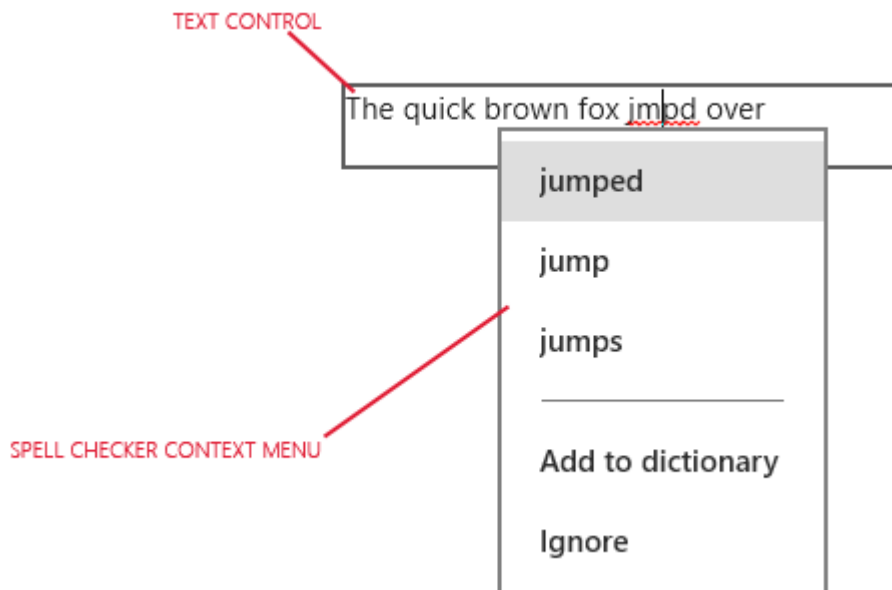 TEXT CONTROL
The quick brown fox jmpd over
jumped
jump
jumps
SPELL CHECKER CONTEXT MENU
Add to dictionary
Ignore